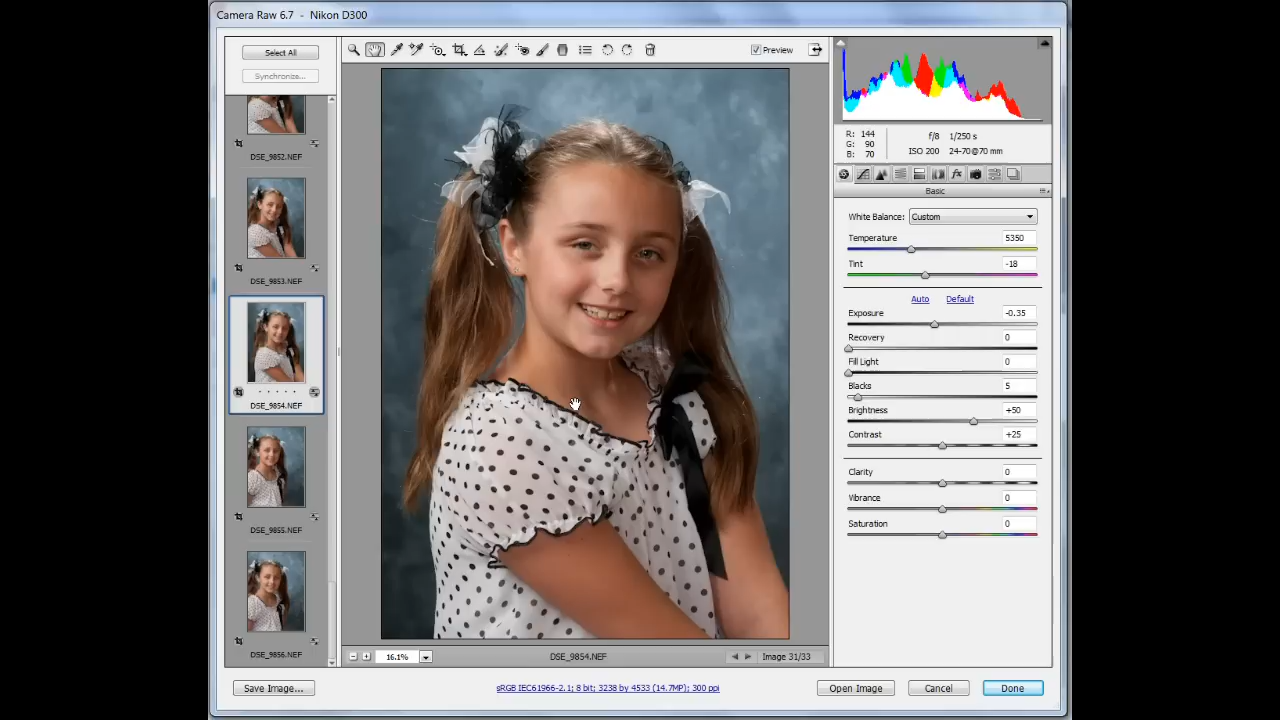 Camera Raw 6.7 - Nikon D300
Select All
Synchronize...
Preview
DSE_9852.NEF
DSE_9853.NEF
DSE_9854.NEF
DSE_9855.NEF
DSE_9856.NEF
R: 144
G: 90
B: 70
f/8 1/250 s
ISO 200 24-70@70 mm
Basic
White Balance: Custom
Temperature 5350
Tint -18
Auto Default
Exposure -0.35
Recovery 0
Fill Light 0
Blacks 5
Brightness +50
Contrast +25
Clarity 0
Vibrance 0
Saturation 0
16.1%
DSE_9854.NEF
Image 31/33
Save Image...
sRGB IEC61966-2.1; 8 bit; 3238 by 4533 (14.7MP); 300 ppi
Open Image
Cancel
Done